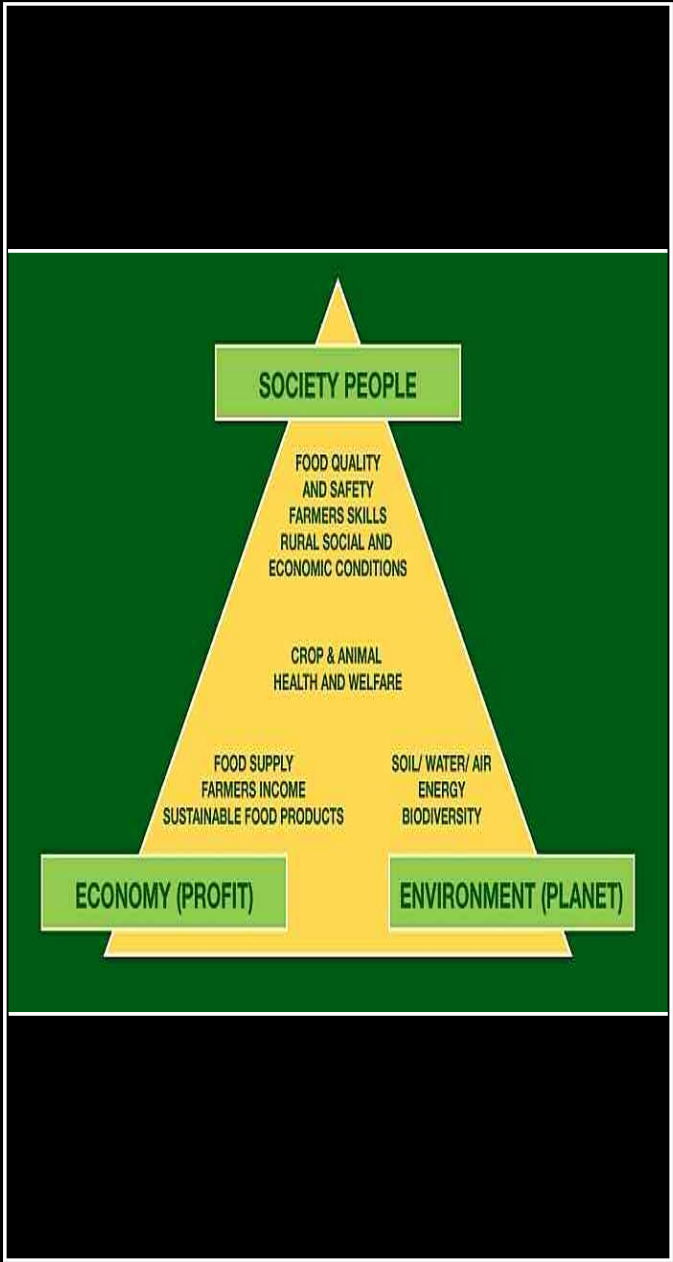 SOCIETY PEOPLE
FOOD QUALITY
AND SAFETY
FARMERS SKILLS
RURAL SOCIAL AND
ECONOMIC CONDITIONS
CROP & ANIMAL
HEALTH AND WELFARE
FOOD SUPPLY
FARMERS INCOME
SUSTAINABLE FOOD PRODUCTS
SOIL/ WATER/ AIR
ENERGY
BIODIVERSITY
ECONOMY (PROFIT)
ENVIRONMENT (PLANET)